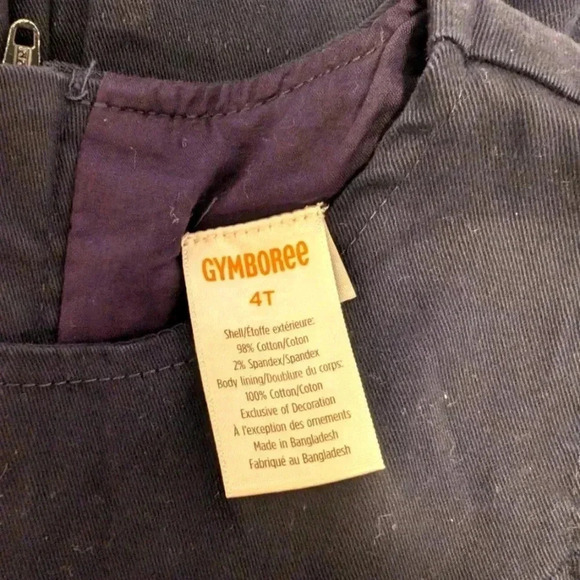 GYMBOREE
4T
Shell/Étoffe extérieure:
98% Cotton/Coton
2% Spandex/Spandex
Body lining/Doublure du corps:
100% Cotton/Coton
Exclusive of Decoration
À l'exception des ornements
Made in Bangladesh
Fabriqué au Bangladesh